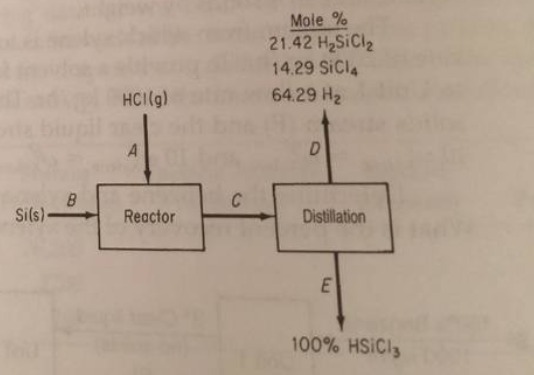 Mole %
21.42 H₂SiCl₂
14.29 SiCl₄
64.29 H₂
HCl(g)
A
D
B
C
Si(s)
Reactor
Distillation
E
100% HSiCl₃